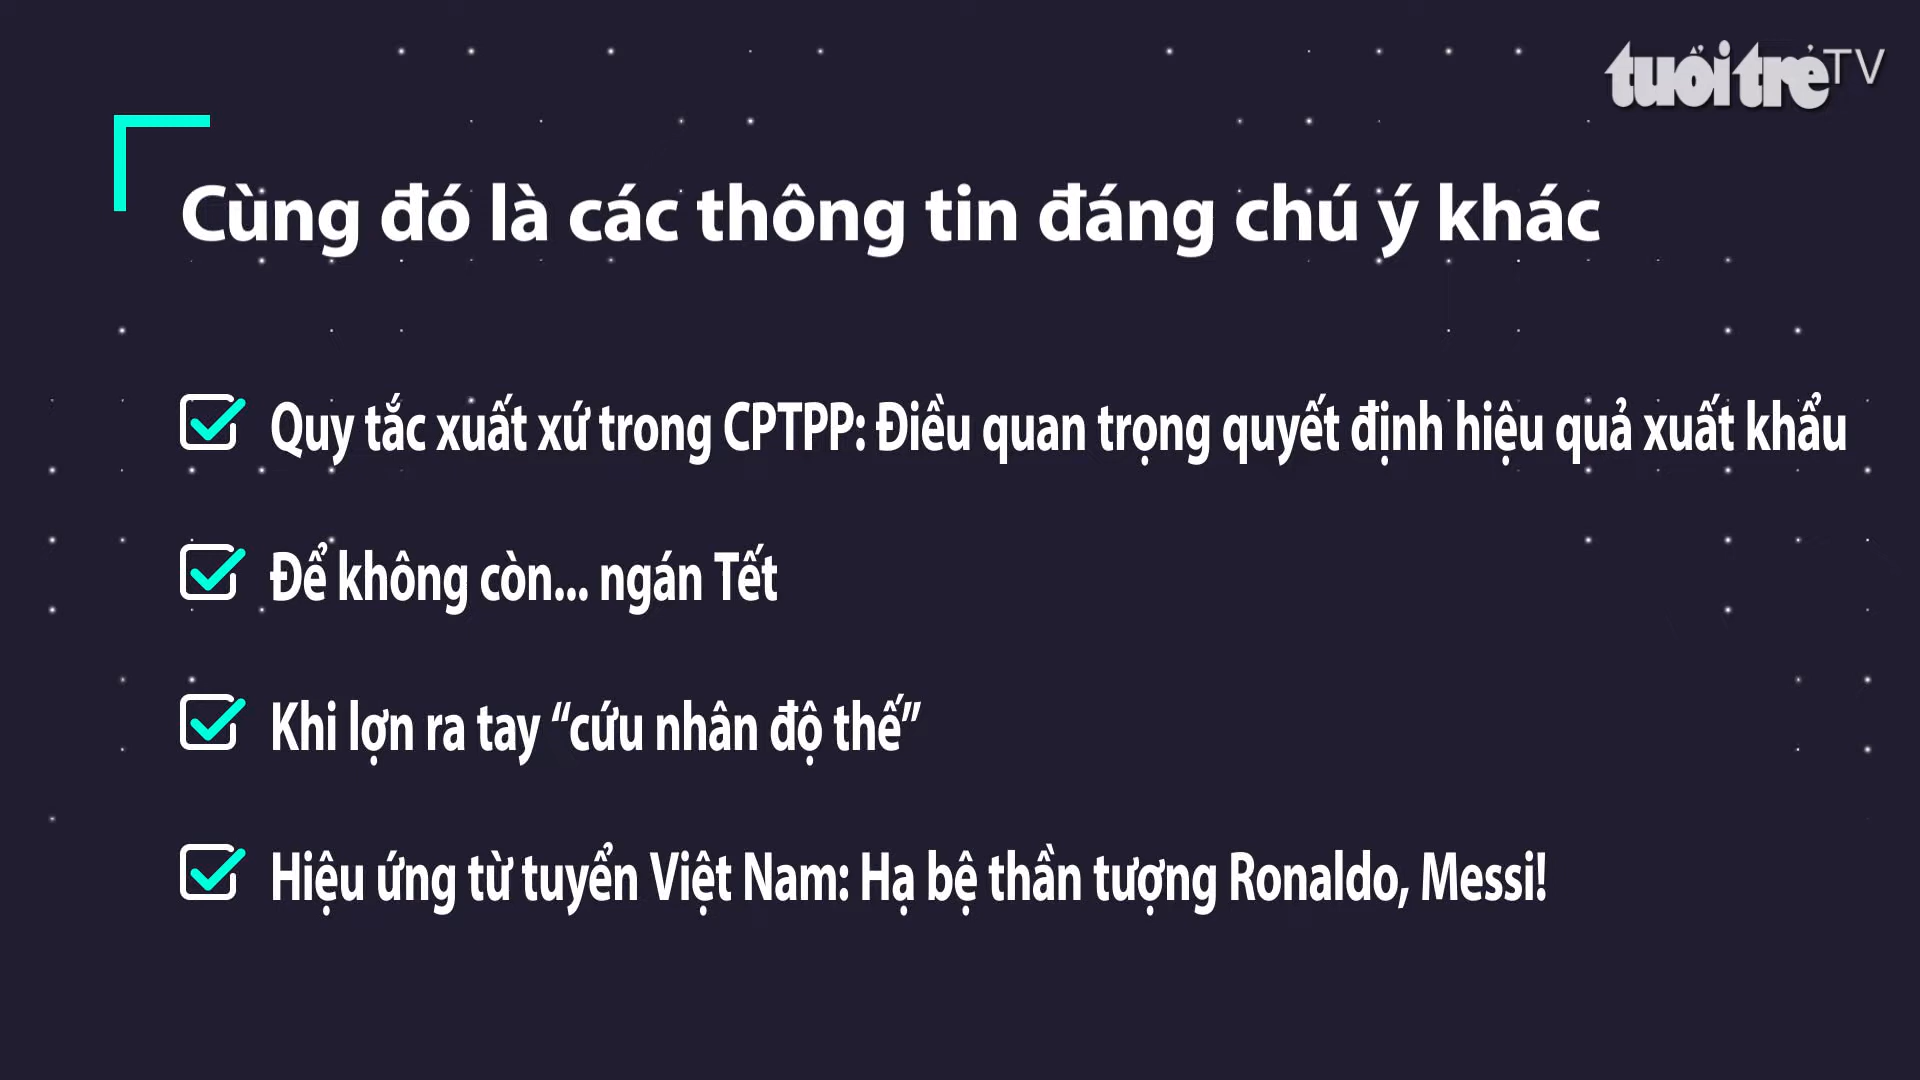 tuổi trẻ TV
Cùng đó là các thông tin đáng chú ý khác
Quy tắc xuất xứ trong CPTPP: Điều quan trọng quyết định hiệu quả xuất khẩu
Để không còn... ngán Tết
Khi lợn ra tay “cứu nhân độ thế”
Hiệu ứng từ tuyển Việt Nam: Hạ bệ thần tượng Ronaldo, Messi!